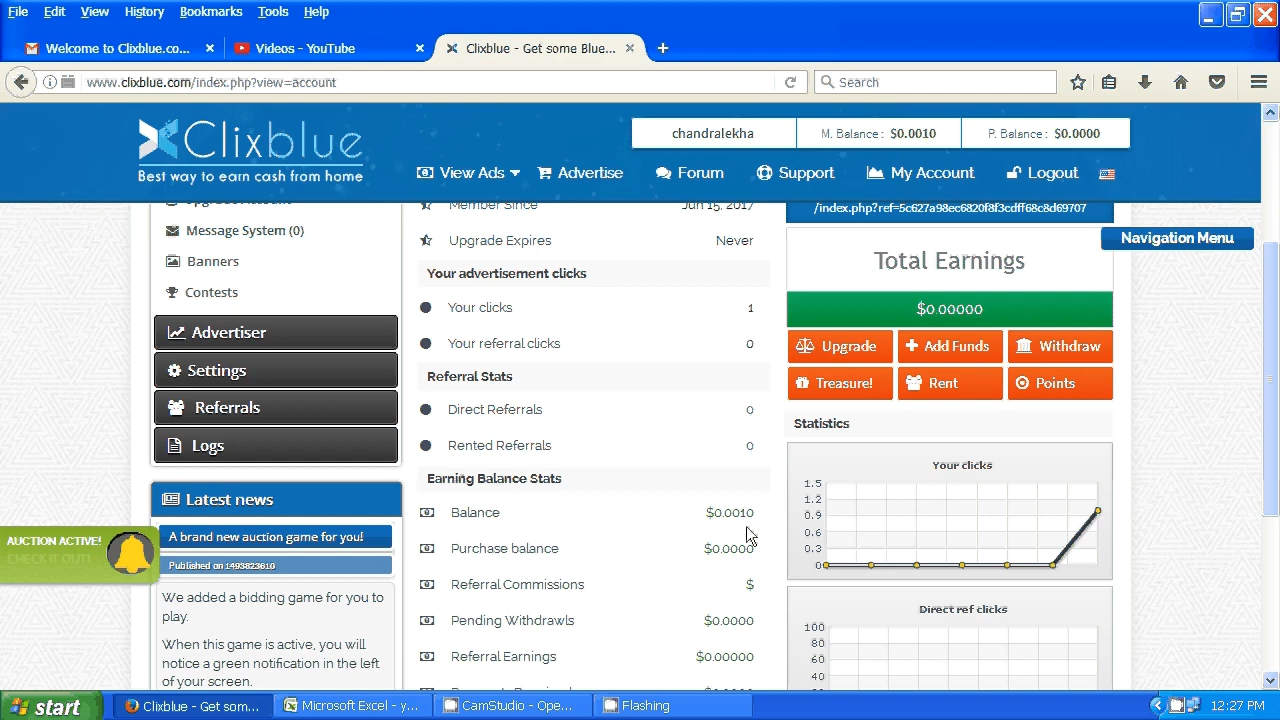 File Edit View History Bookmarks Tools Help
Welcome to Clixblue.co... × Videos - YouTube × Clixblue - Get some Blue... × +
www.clixblue.com/index.php?view=account
Search
Clixblue
Best way to earn cash from home
chandralekha M. Balance : $0.0010 P. Balance : $0.0000
View Ads Advertise Forum Support My Account Logout
Message System (0)
Banners
Contests
Advertiser
Settings
Referrals
Logs
Latest news
A brand new auction game for you!
Published on 1493823610
We added a bidding game for you to
play.
When this game is active, you will
notice a green notification in the left
of your screen.
AUCTION ACTIVE!
CHECK IT OUT!
Member Since Jun 15, 2017
Upgrade Expires Never
Your advertisement clicks
Your clicks 1
Your referral clicks 0
Referral Stats
Direct Referrals 0
Rented Referrals 0
Earning Balance Stats
Balance $0.0010
Purchase balance $0.0000
Referral Commissions $
Pending Withdrawls $0.0000
Referral Earnings $0.00000
/index.php?ref=5c627a98ec6820f8f3cdff68c8d69707
Navigation Menu
Total Earnings
$0.00000
Upgrade Add Funds Withdraw
Treasure! Rent Points
Statistics
Your clicks
1.5
1.2
0.9
0.6
0.3
0
Direct ref clicks
100
80
60
40
start Clixblue - Get som... Microsoft Excel - y... CamStudio - Ope... Flashing 12:27 PM